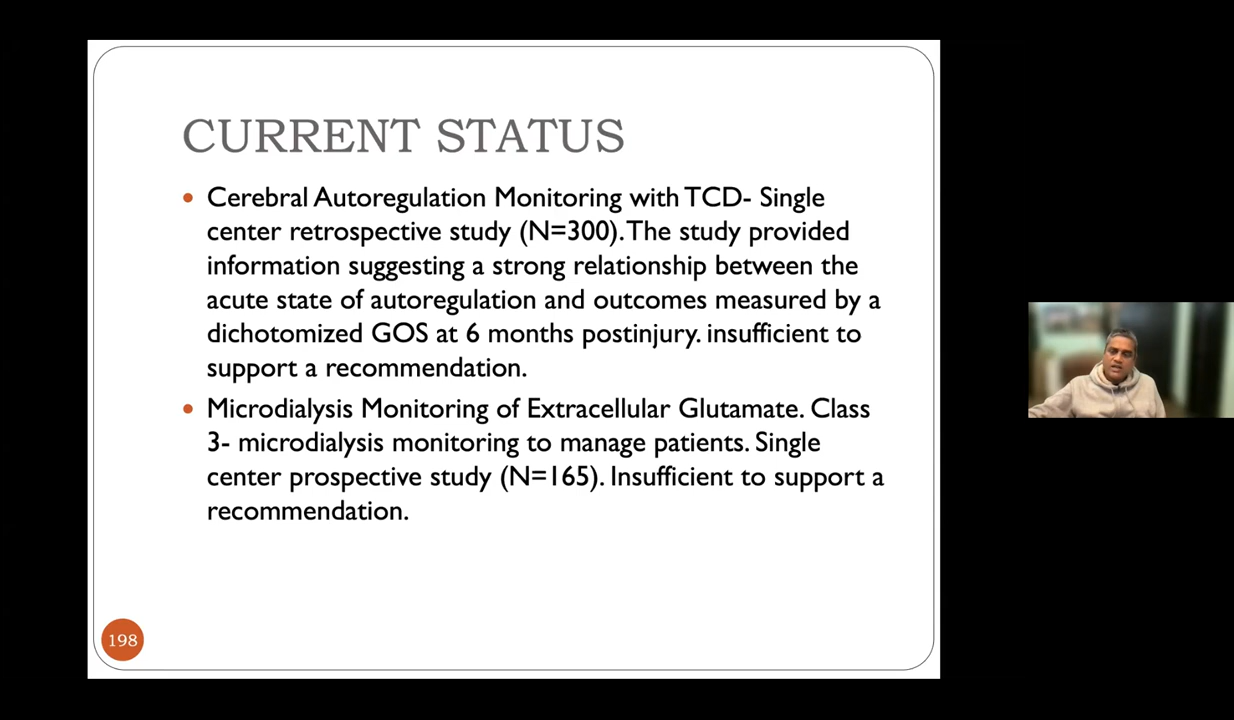 CURRENT STATUS
• Cerebral Autoregulation Monitoring with TCD- Single
center retrospective study (N=300). The study provided
information suggesting a strong relationship between the
acute state of autoregulation and outcomes measured by a
dichotomized GOS at 6 months postinjury. insufficient to
support a recommendation.
• Microdialysis Monitoring of Extracellular Glutamate. Class
3- microdialysis monitoring to manage patients. Single
center prospective study (N=165). Insufficient to support a
recommendation.
198